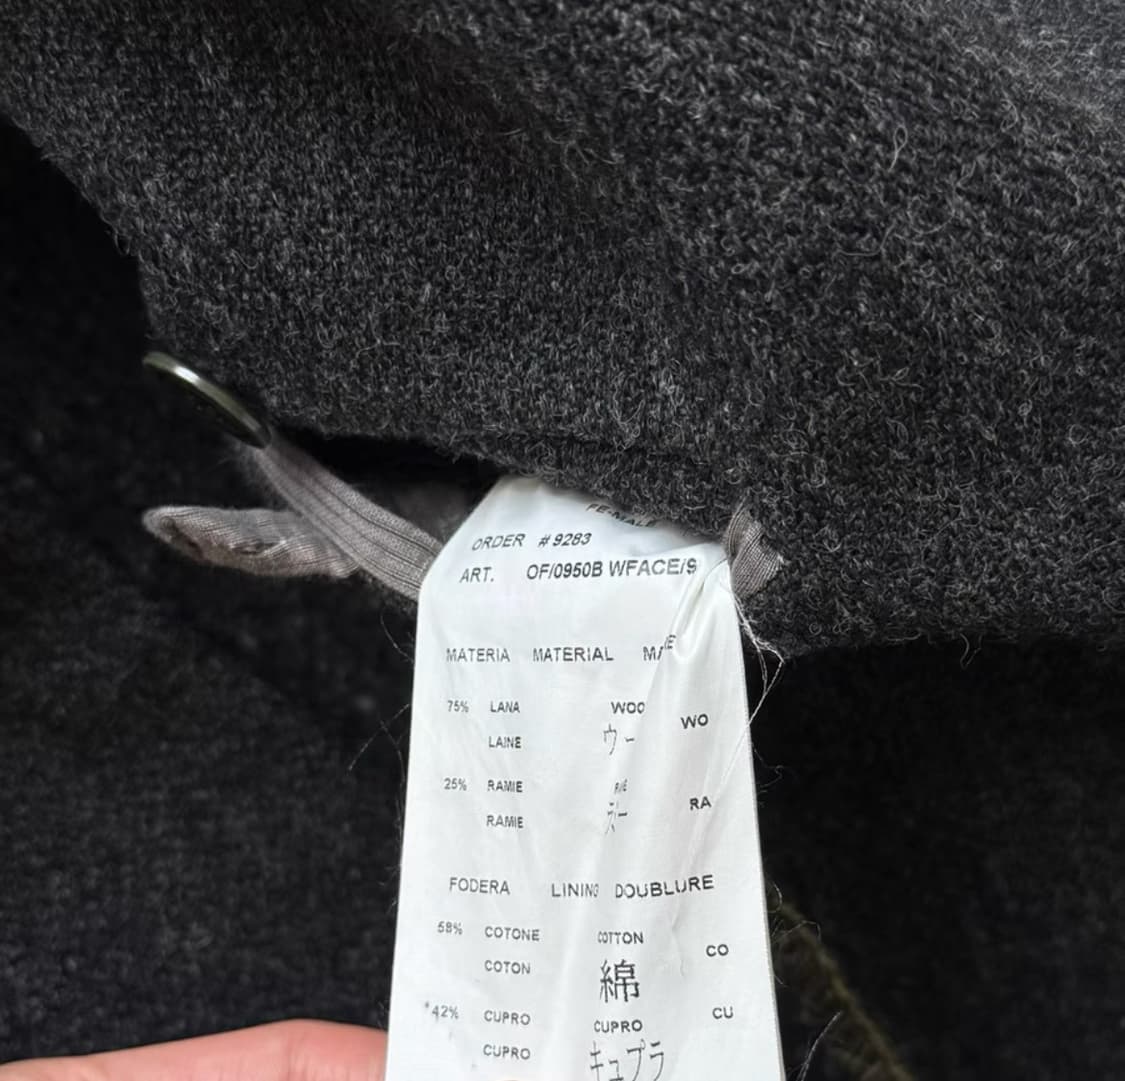 FE-MALE
ORDER # 9283
ART. OF/0950B WFACE/S
MATERIA MATERIAL
75% LANA WO
LAINE
25% RAMIE RA
RAMIE
FODERA LINING DOUBLURE
58% COTONE COTTON CO
COTON 綿
42% CUPRO CUPRO CU
CUPRO キュプラ